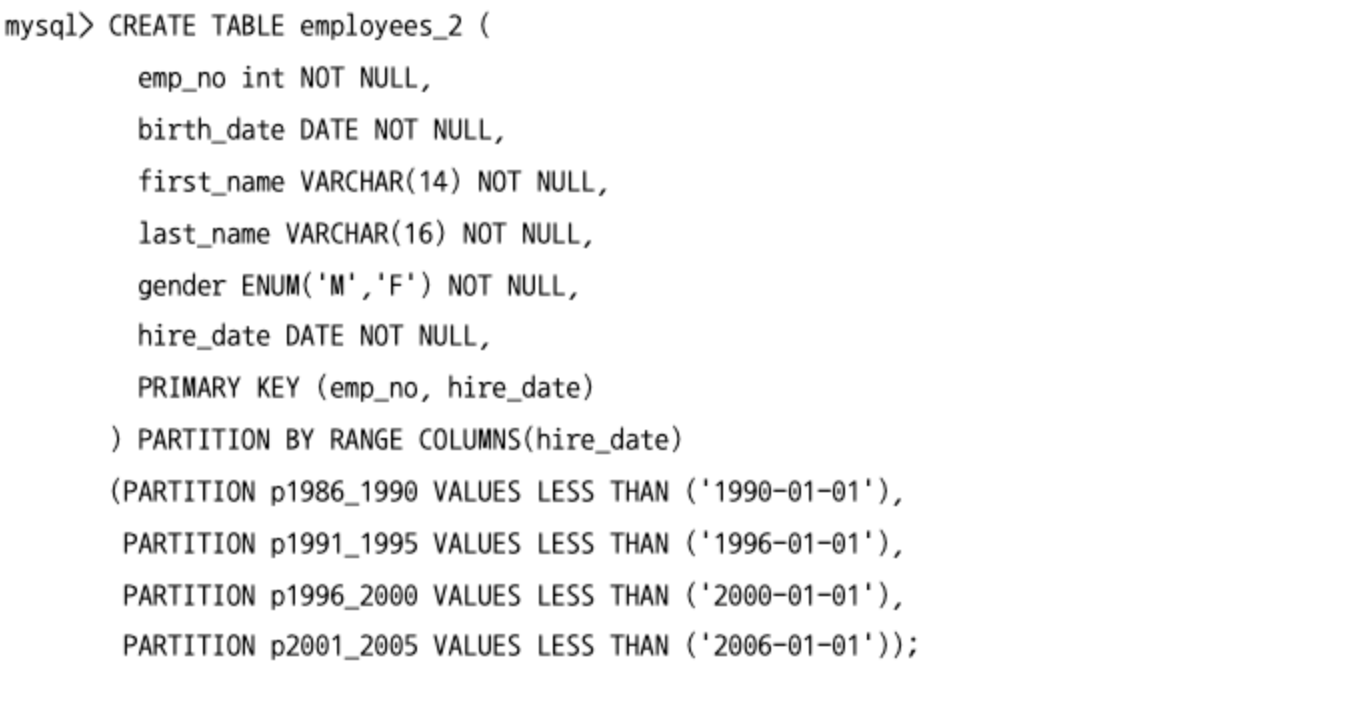 mysql> CREATE TABLE employees_2 (
emp_no int NOT NULL,
birth_date DATE NOT NULL,
first_name VARCHAR(14) NOT NULL,
last_name VARCHAR(16) NOT NULL,
gender ENUM('M','F') NOT NULL,
hire_date DATE NOT NULL,
PRIMARY KEY (emp_no, hire_date)
) PARTITION BY RANGE COLUMNS(hire_date)
(PARTITION p1986_1990 VALUES LESS THAN ('1990-01-01'),
PARTITION p1991_1995 VALUES LESS THAN ('1996-01-01'),
PARTITION p1996_2000 VALUES LESS THAN ('2000-01-01'),
PARTITION p2001_2005 VALUES LESS THAN ('2006-01-01'));